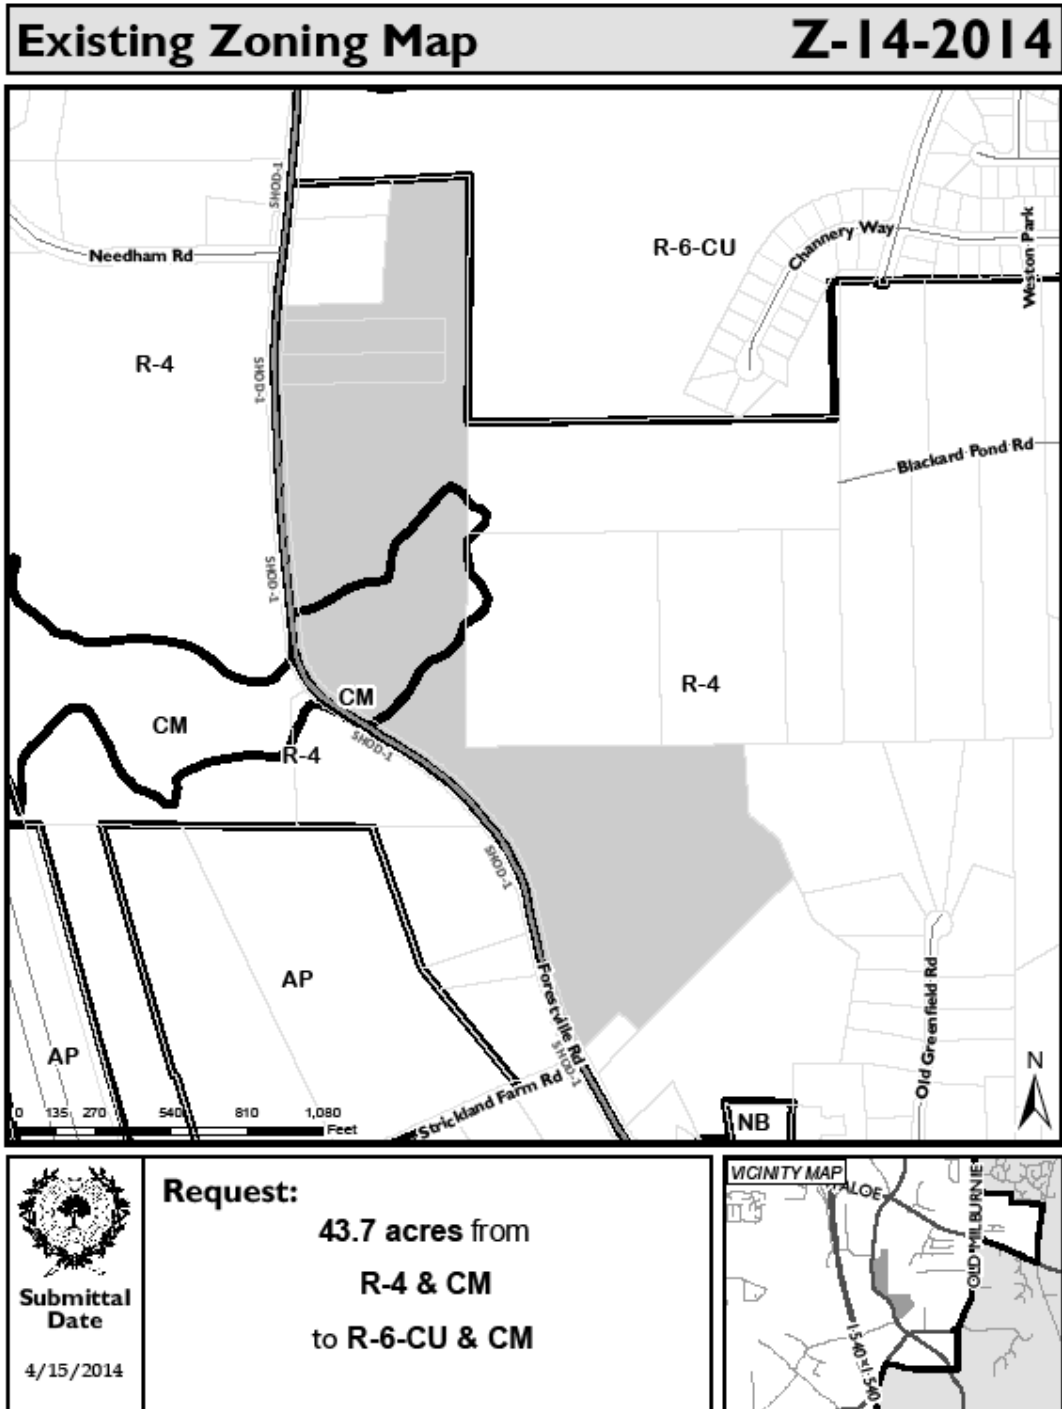 Existing Zoning Map Z-14-2014
SHOD-1
Needham Rd
R-6-CU
Channery Way
Weston Park
R-4
SHOD-1
Blackard Pond Rd
SHOD-1
R-4
CM
CM
R-4
SHOD-1
SHOD-1
AP
Forestville Rd
SHOD-1
Old Greenfield Rd
AP
Strickland Farm Rd
NB
N
0 135 270 540 810 1,080
Feet
Submittal
Date
4/15/2014
Request:
43.7 acres from
R-4 & CM
to R-6-CU & CM
VICINITY MAP
OLD MILBURNIE
I-540
I-540